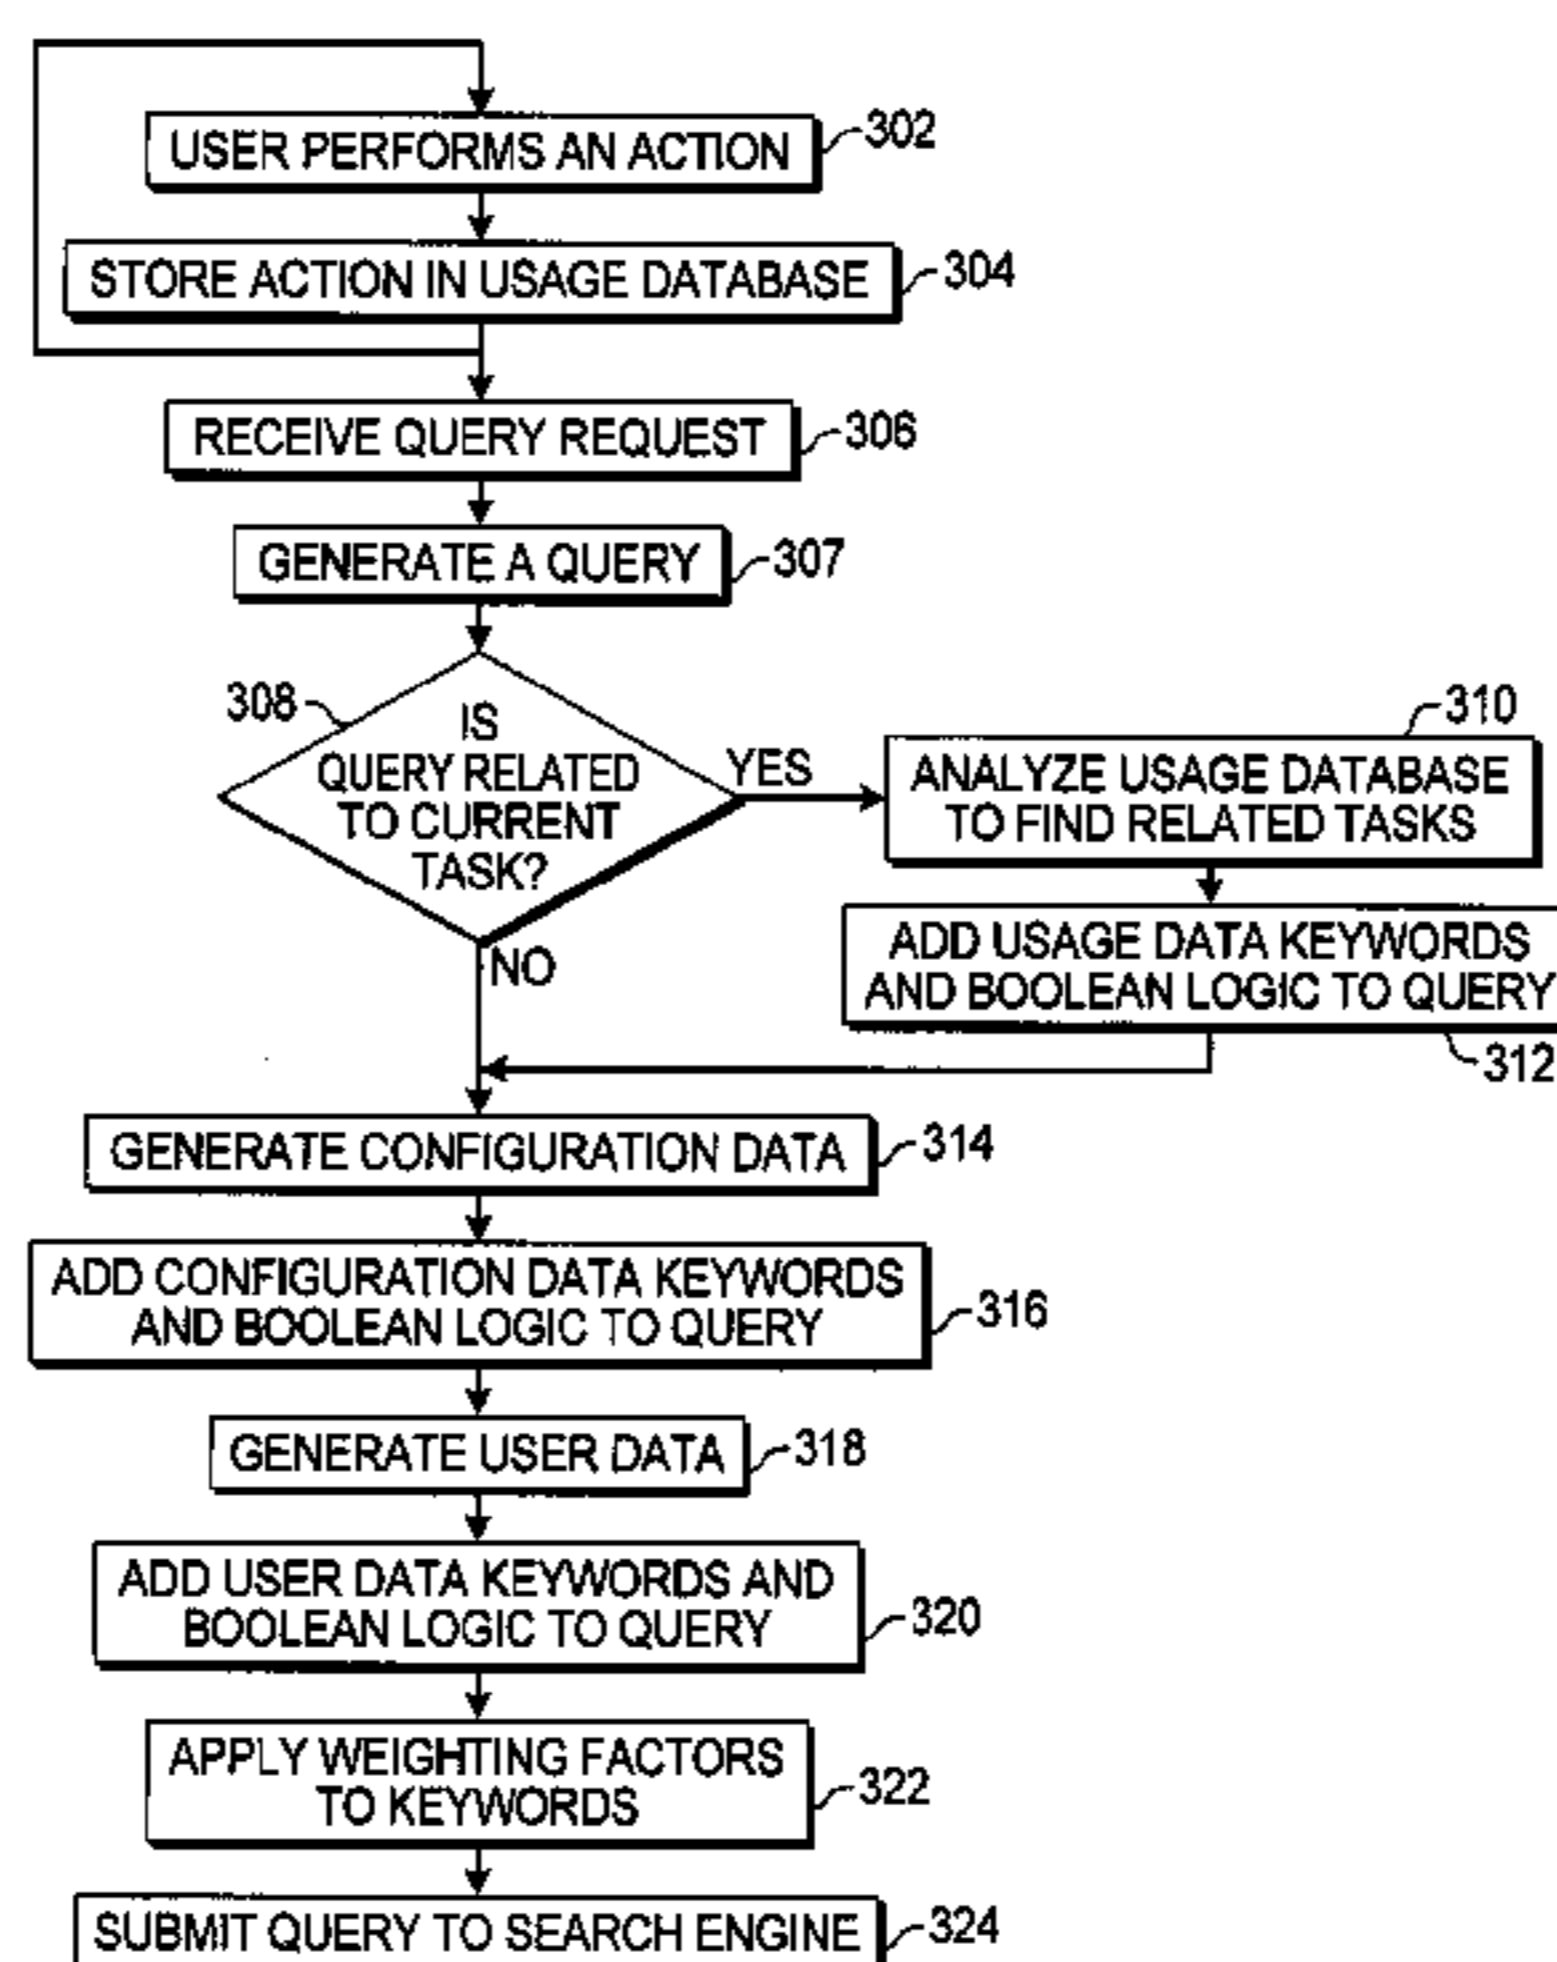 USER PERFORMS AN ACTION
302
STORE ACTION IN USAGE DATABASE
304
RECEIVE QUERY REQUEST
306
GENERATE A QUERY
307
308
IS
QUERY RELATED
TO CURRENT
TASK?
YES
NO
310
ANALYZE USAGE DATABASE
TO FIND RELATED TASKS
ADD USAGE DATA KEYWORDS
AND BOOLEAN LOGIC TO QUERY
312
GENERATE CONFIGURATION DATA
314
ADD CONFIGURATION DATA KEYWORDS
AND BOOLEAN LOGIC TO QUERY
316
GENERATE USER DATA
318
ADD USER DATA KEYWORDS AND
BOOLEAN LOGIC TO QUERY
320
APPLY WEIGHTING FACTORS
TO KEYWORDS
322
SUBMIT QUERY TO SEARCH ENGINE
324